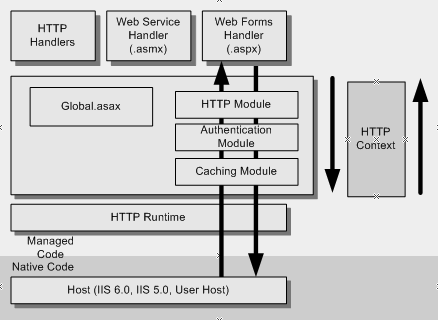 HTTP
Handlers
Web Service
Handler
(.asmx)
Web Forms
Handler
(.aspx)
Global.asax
HTTP Module
Authentication
Module
Caching Module
HTTP
Context
HTTP Runtime
Managed
Code
Native Code
Host (IIS 6.0, IIS 5.0, User Host)